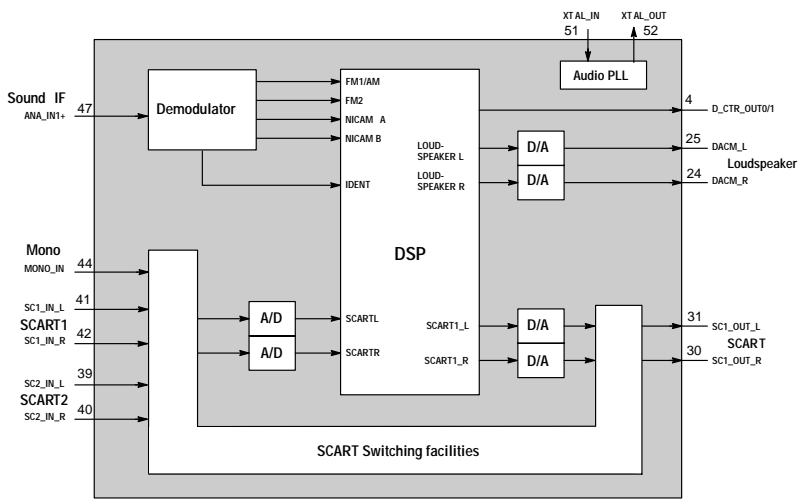 XTAL_IN XTAL_OUT
51 52
Audio PLL
Sound IF
ANA_IN1+
47
Demodulator
FM1/AM
FM2
NICAM A
NICAM B
IDENT
LOUD-
SPEAKER L
LOUD-
SPEAKER R
D/A
D/A
4
D_CTR_OUT0/1
25
DACM_L
Loudspeaker
24
DACM_R
DSP
Mono
MONO_IN
44
SC1_IN_L
41
SCART1
SC1_IN_R
42
SC2_IN_L
39
SCART2
SC2_IN_R
40
A/D
A/D
SCARTL
SCARTR
SCART1_L
SCART1_R
D/A
D/A
31
SC1_OUT_L
SCART
30
SC1_OUT_R
SCART Switching facilities